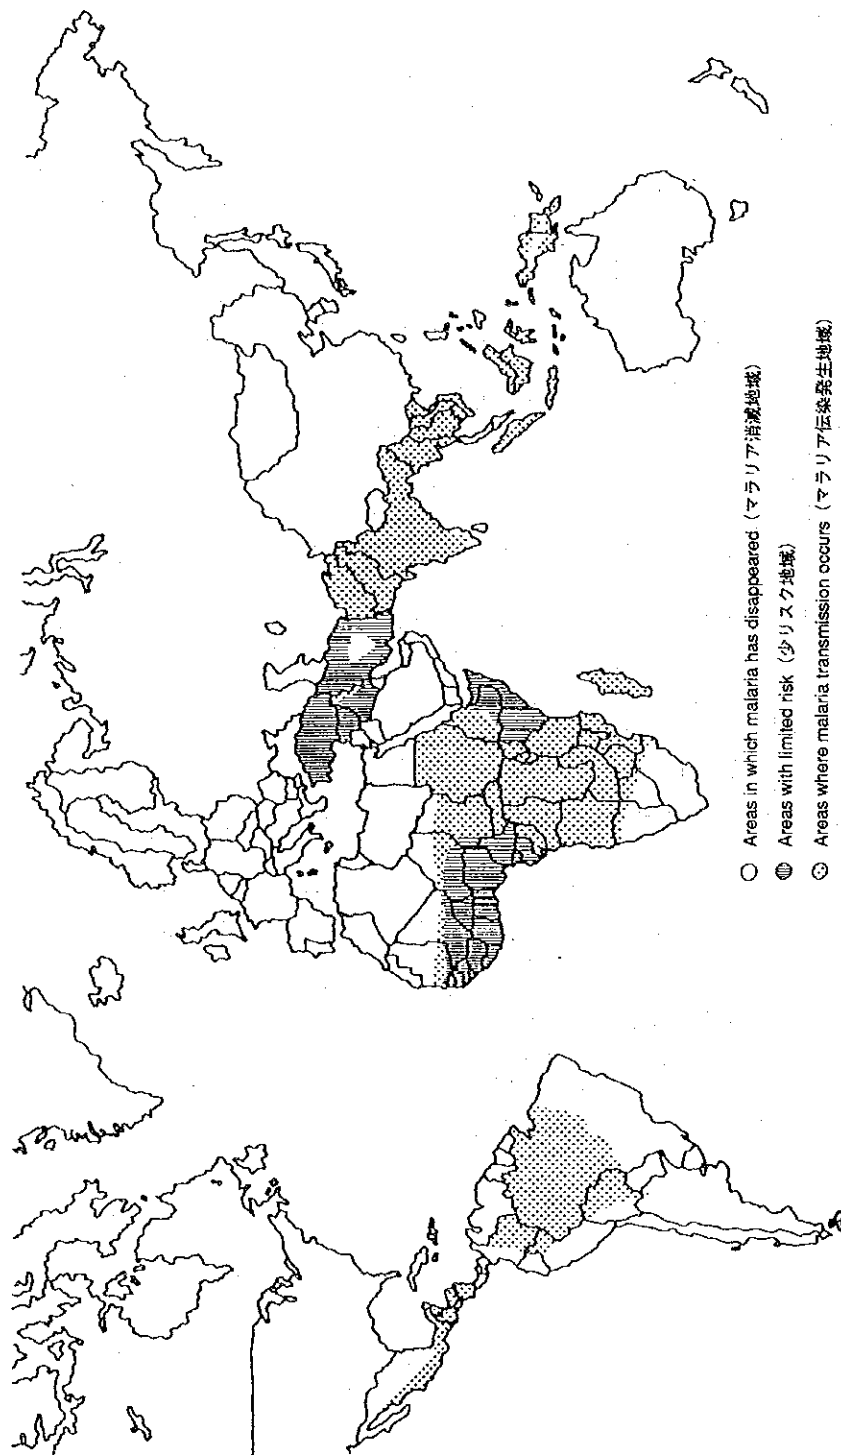 Areas in which malaria has disappeared（マラリア消滅地域）
Areas with limited risk（少リスク地域）
Areas where malaria transmission occurs（マラリア伝染発生地域）